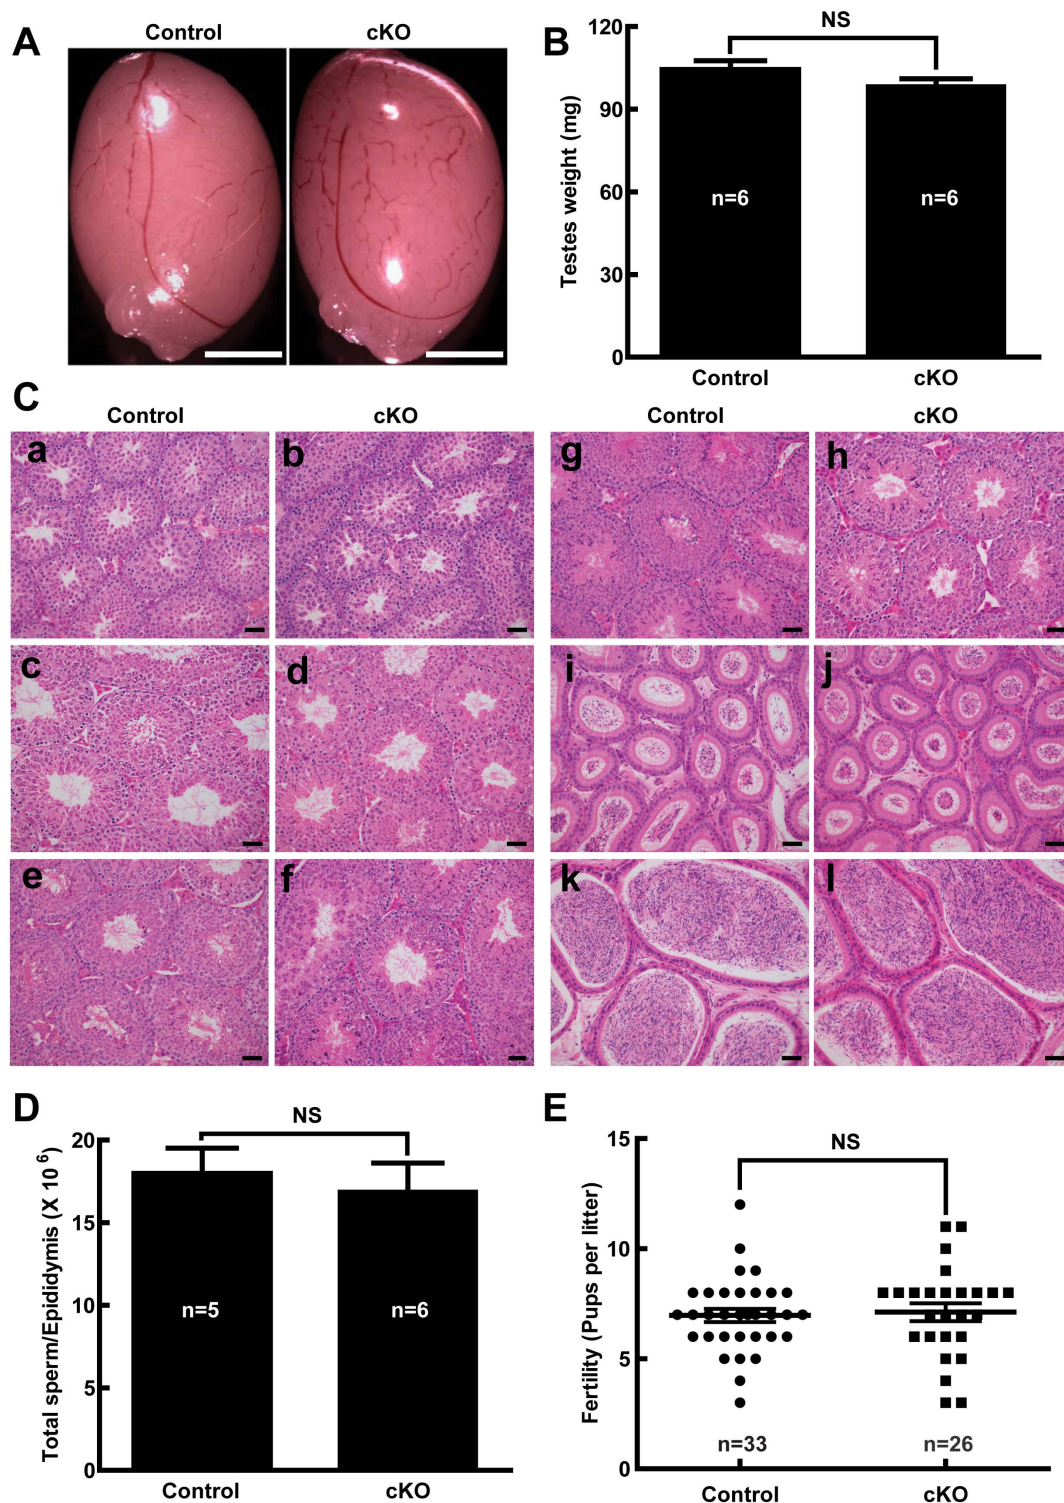 A
Control
cKO
B
NS
120
90
60
30
0
Testes weight (mg)
n=6
n=6
Control
cKO
C
Control
cKO
Control
cKO
a
b
g
h
c
d
i
j
e
f
k
l
D
NS
20
15
10
5
0
Total sperm/Epididymis (X 10 6)
n=5
n=6
Control
cKO
E
NS
15
10
5
0
Fertility (Pups per litter)
n=33
n=26
Control
cKO